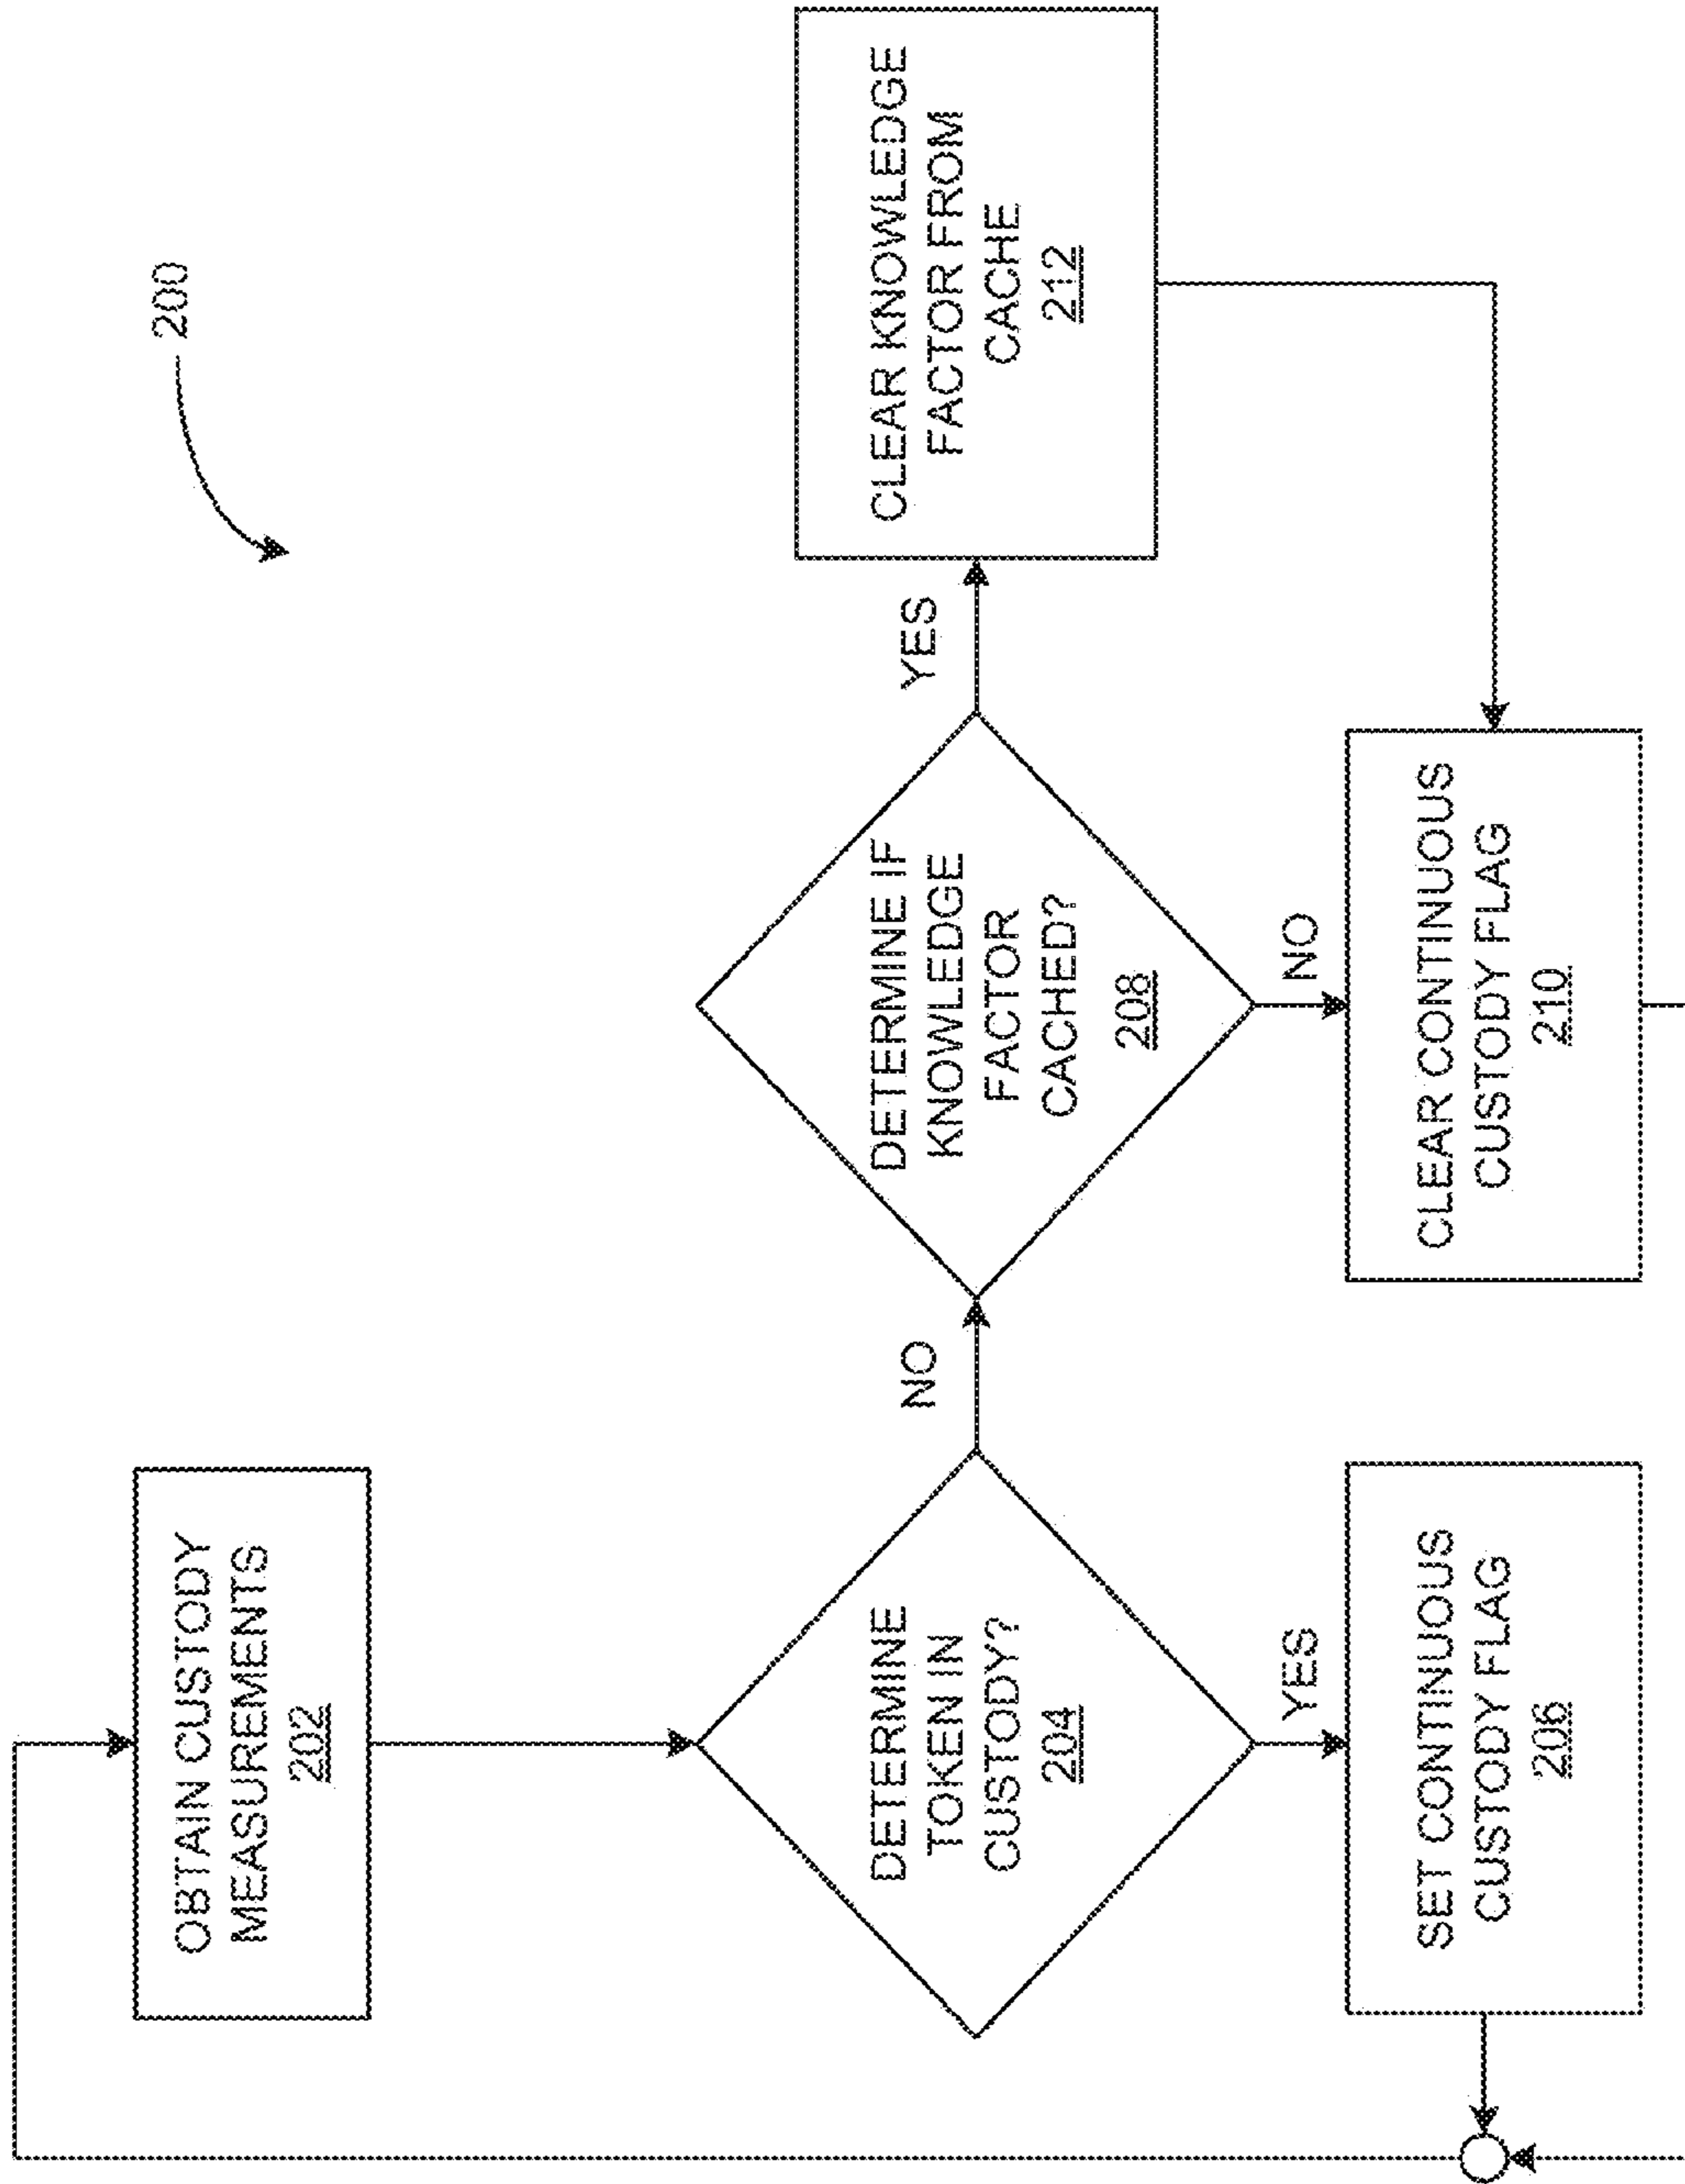 200
OBTAIN CUSTODY
MEASUREMENTS
202
DETERMINE
TOKEN IN
CUSTODY?
204
NO
YES
SET CONTINUOUS
CUSTODY FLAG
206
DETERMINE IF
KNOWLEDGE
FACTOR
CACHED?
208
YES
NO
CLEAR KNOWLEDGE
FACTOR FROM
CACHE
212
CLEAR CONTINUOUS
CUSTODY FLAG
210